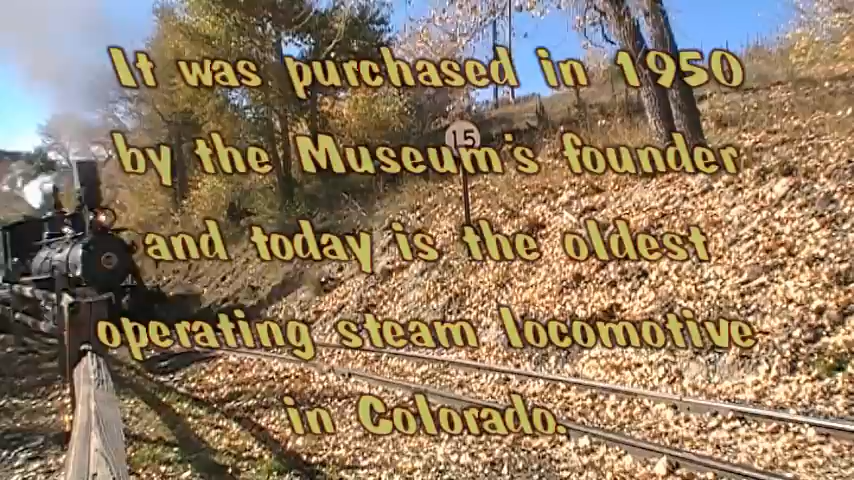 It was purchased in 1950
15
by the Museum's founder
and today is the oldest
operating steam locomotive
in Colorado.